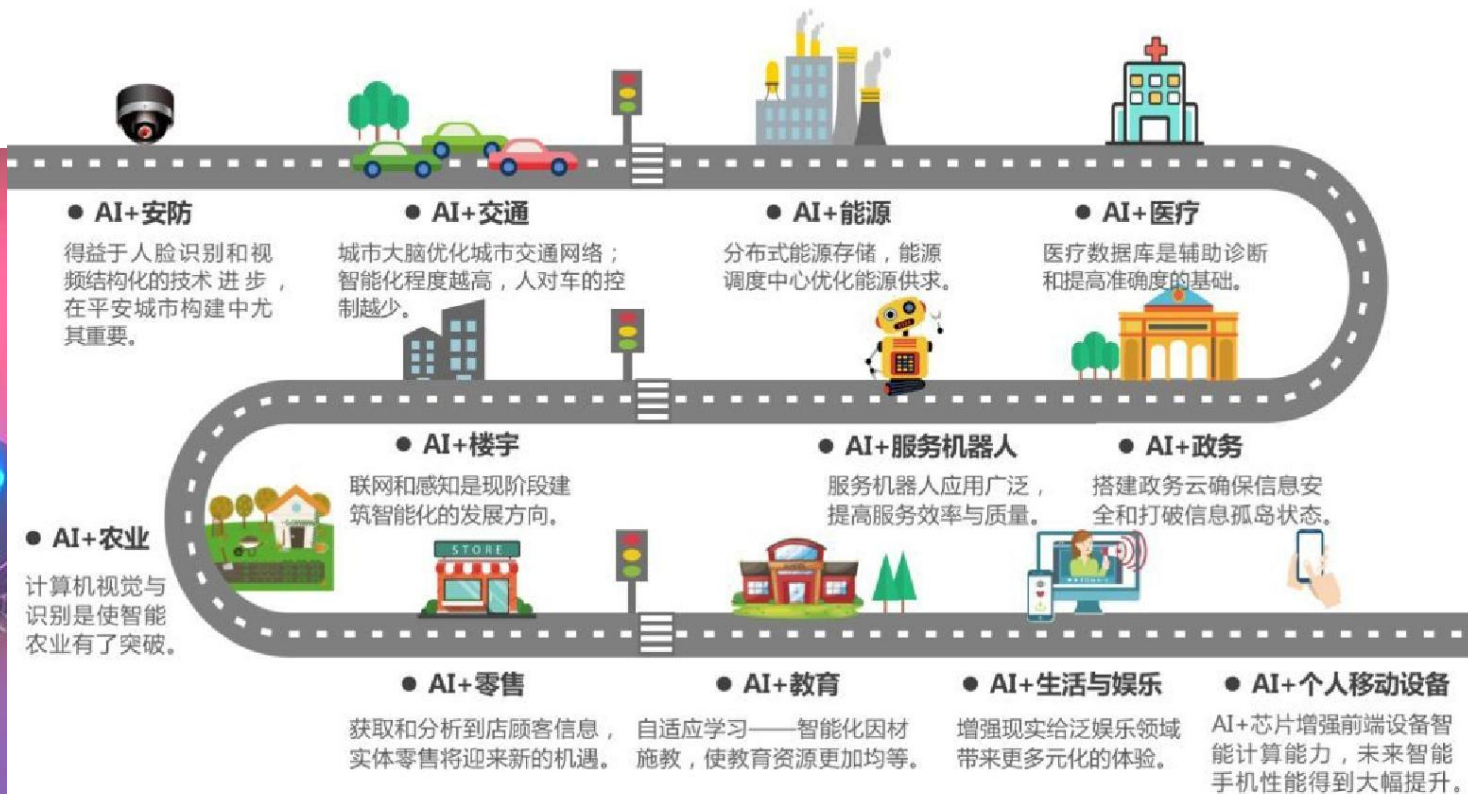 ● AI+安防
得益于人脸识别和视
频结构化的技术 进 步 ，
在平安城市构建中尤
其重要。
● AI+交通
城市大脑优化城市交通网络；
智能化程度越高，人对车的控
制越少。
● AI+能源
分布式能源存储，能源
调度中心优化能源供求。
● AI+医疗
医疗数据库是辅助诊断
和提高准确度的基础。
● AI+楼宇
联网和感知是现阶段建
筑智能化的发展方向。
● AI+服务机器人
服务机器人应用广泛，
提高服务效率与质量。
● AI+政务
搭建政务云确保信息安
全和打破信息孤岛状态。
● AI+农业
计算机视觉与
识别是使智能
农业有了突破。
STORE
● AI+零售
获取和分析到店顾客信息，
实体零售将迎来新的机遇。
● AI+教育
自适应学习——智能化因材
施教，使教育资源更加均等。
● AI+生活与娱乐
增强现实给泛娱乐领域
带来更多元化的体验。
● AI+个人移动设备
AI+芯片增强前端设备智
能计算能力，未来智能
手机性能得到大幅提升。